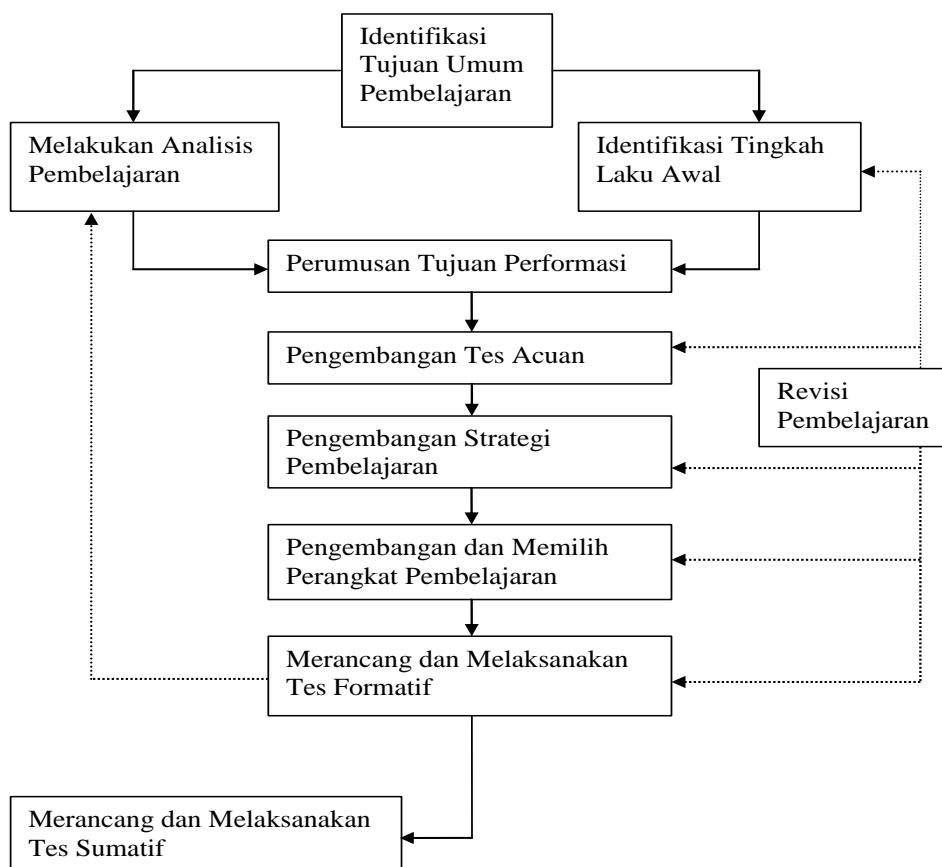 Identifikasi
Tujuan Umum
Pembelajaran
Melakukan Analisis
Pembelajaran
Identifikasi Tingkah
Laku Awal
Perumusan Tujuan Performasi
Pengembangan Tes Acuan
Revisi
Pembelajaran
Pengembangan Strategi
Pembelajaran
Pengembangan dan Memilih
Perangkat Pembelajaran
Merancang dan Melaksanakan
Tes Formatif
Merancang dan Melaksanakan
Tes Sumatif